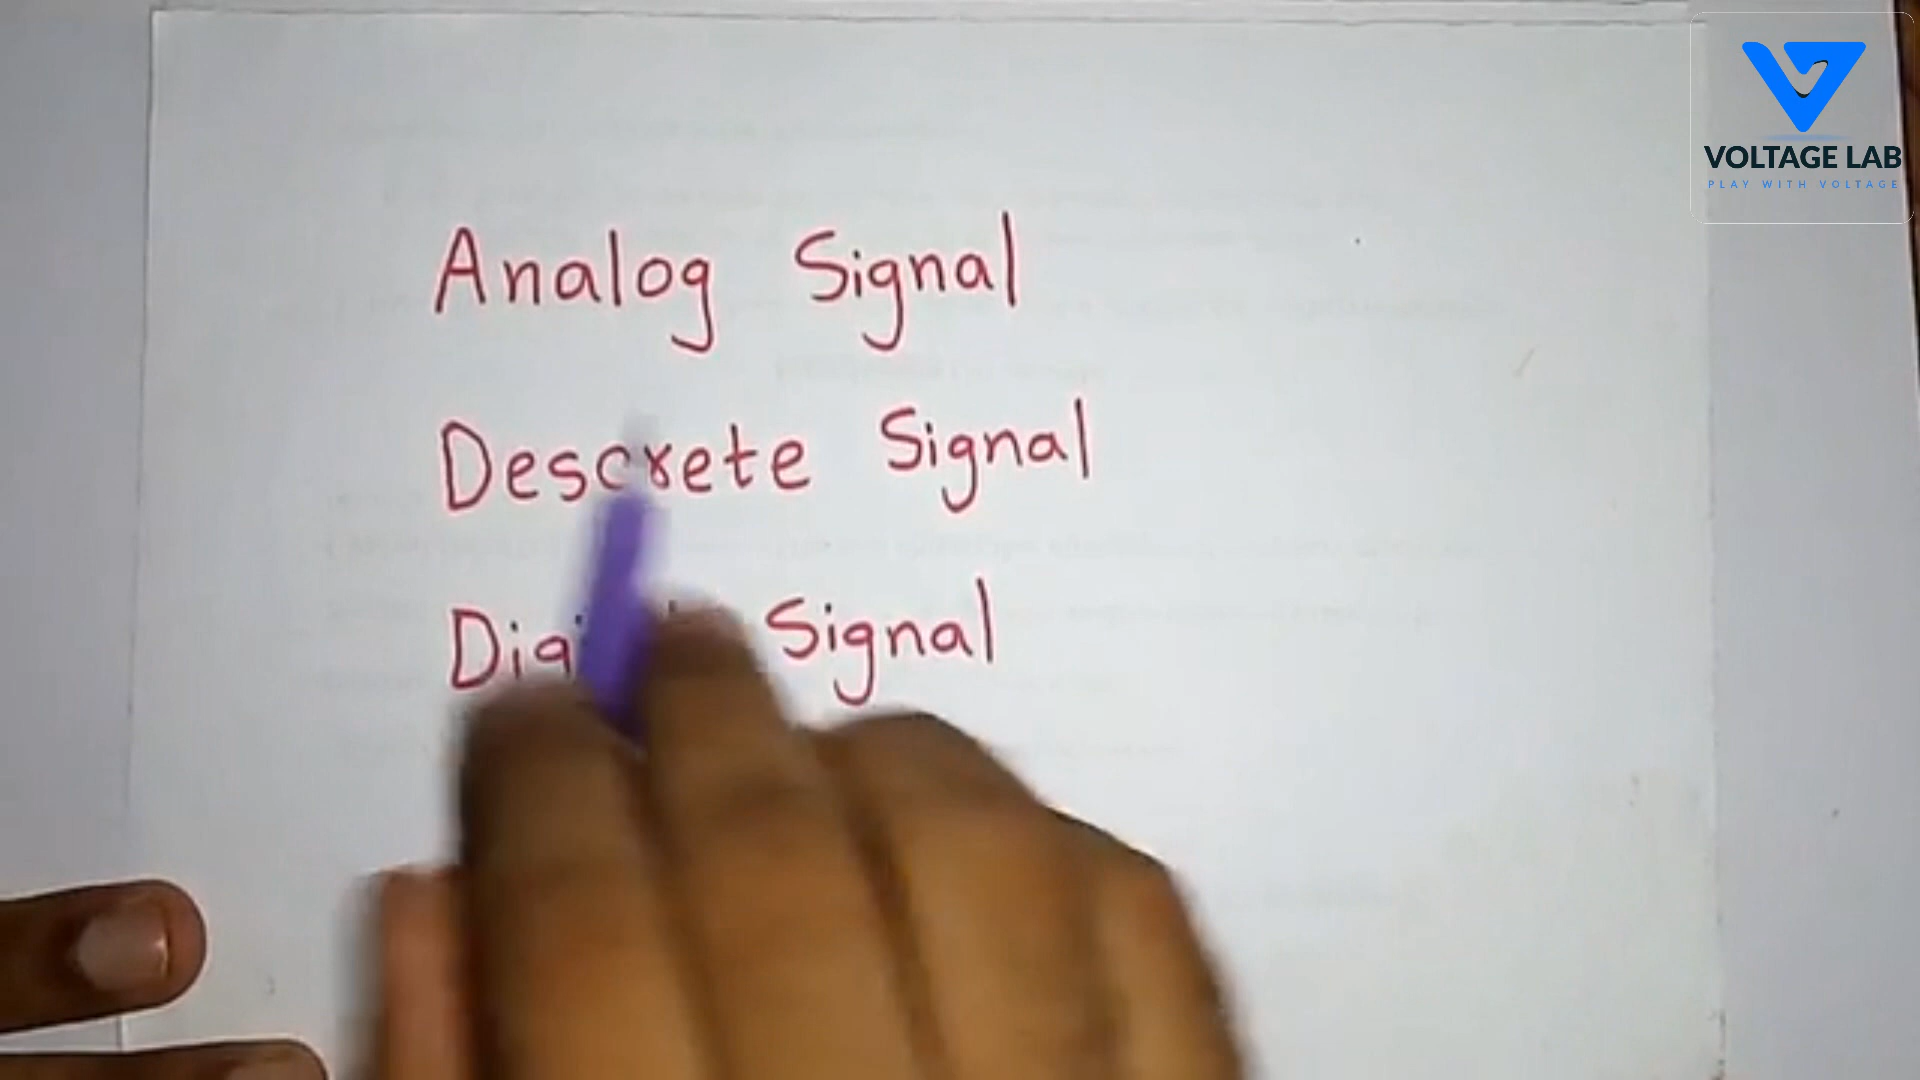 VOLTAGE LAB
PLAY WITH VOLTAGE
Analog Signal
Descrete Signal
Signal